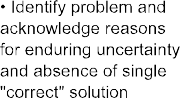 • Identify problem and
acknowledge reasons
for enduring uncertainty
and absence of single
"correct" solution